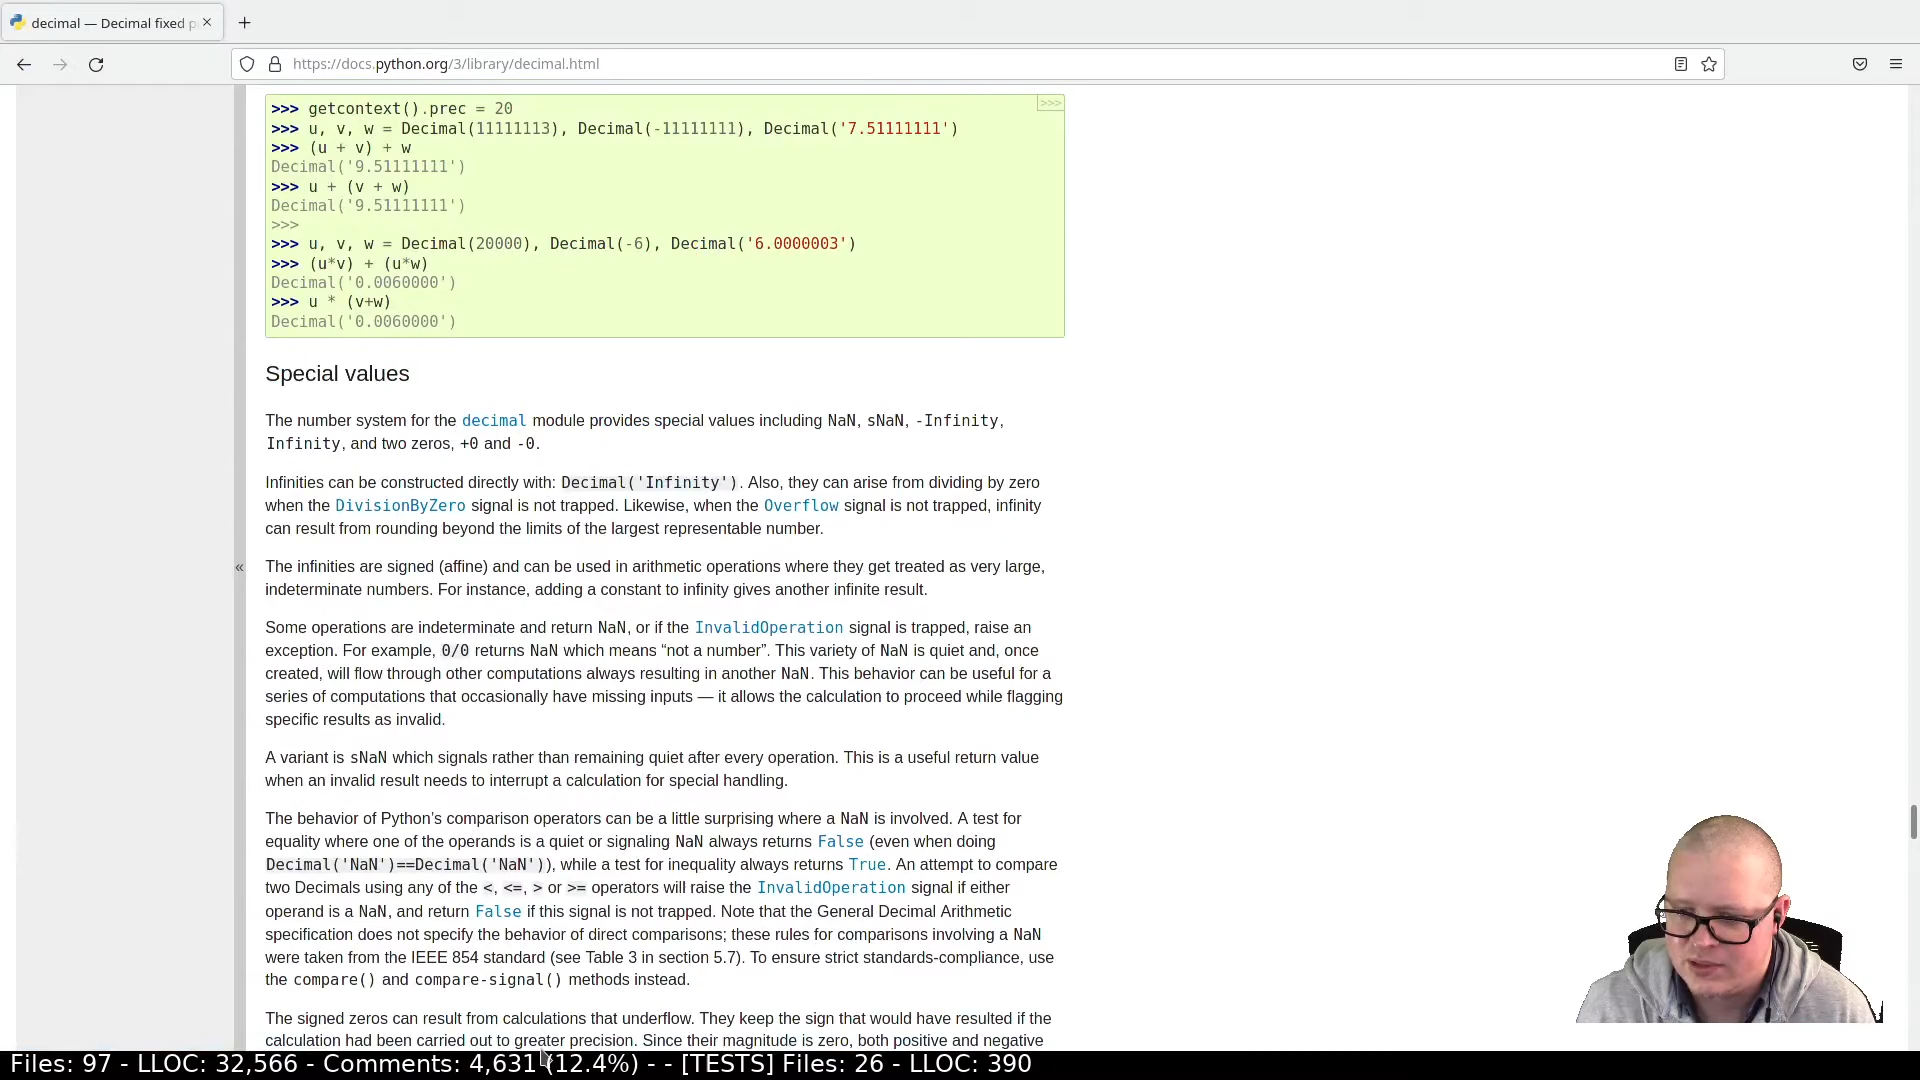 decimal — Decimal fixed p
https://docs.python.org/3/library/decimal.html
>>>
>>> getcontext().prec = 20
>>> u, v, w = Decimal(11111113), Decimal(-11111111), Decimal('7.51111111')
>>> (u + v) + w
Decimal('9.51111111')
>>> u + (v + w)
Decimal('9.51111111')
>>>
>>> u, v, w = Decimal(20000), Decimal(-6), Decimal('6.0000003')
>>> (u*v) + (u*w)
Decimal('0.0060000')
>>> u * (v+w)
Decimal('0.0060000')
Special values
The number system for the decimal module provides special values including NaN, sNaN, -Infinity,
Infinity, and two zeros, +0 and -0.
Infinities can be constructed directly with: Decimal('Infinity'). Also, they can arise from dividing by zero
when the DivisionByZero signal is not trapped. Likewise, when the Overflow signal is not trapped, infinity
can result from rounding beyond the limits of the largest representable number.
«
The infinities are signed (affine) and can be used in arithmetic operations where they get treated as very large,
indeterminate numbers. For instance, adding a constant to infinity gives another infinite result.
Some operations are indeterminate and return NaN, or if the InvalidOperation signal is trapped, raise an
exception. For example, 0/0 returns NaN which means “not a number”. This variety of NaN is quiet and, once
created, will flow through other computations always resulting in another NaN. This behavior can be useful for a
series of computations that occasionally have missing inputs — it allows the calculation to proceed while flagging
specific results as invalid.
A variant is sNaN which signals rather than remaining quiet after every operation. This is a useful return value
when an invalid result needs to interrupt a calculation for special handling.
The behavior of Python’s comparison operators can be a little surprising where a NaN is involved. A test for
equality where one of the operands is a quiet or signaling NaN always returns False (even when doing
Decimal('NaN')==Decimal('NaN')), while a test for inequality always returns True. An attempt to compare
two Decimals using any of the <, <=, > or >= operators will raise the InvalidOperation signal if either
operand is a NaN, and return False if this signal is not trapped. Note that the General Decimal Arithmetic
specification does not specify the behavior of direct comparisons; these rules for comparisons involving a NaN
were taken from the IEEE 854 standard (see Table 3 in section 5.7). To ensure strict standards-compliance, use
the compare() and compare-signal() methods instead.
The signed zeros can result from calculations that underflow. They keep the sign that would have resulted if the
calculation had been carried out to greater precision. Since their magnitude is zero, both positive and negative
Files: 97 - LLOC: 32,566 - Comments: 4,631 (12.4%) - - [TESTS] Files: 26 - LLOC: 390